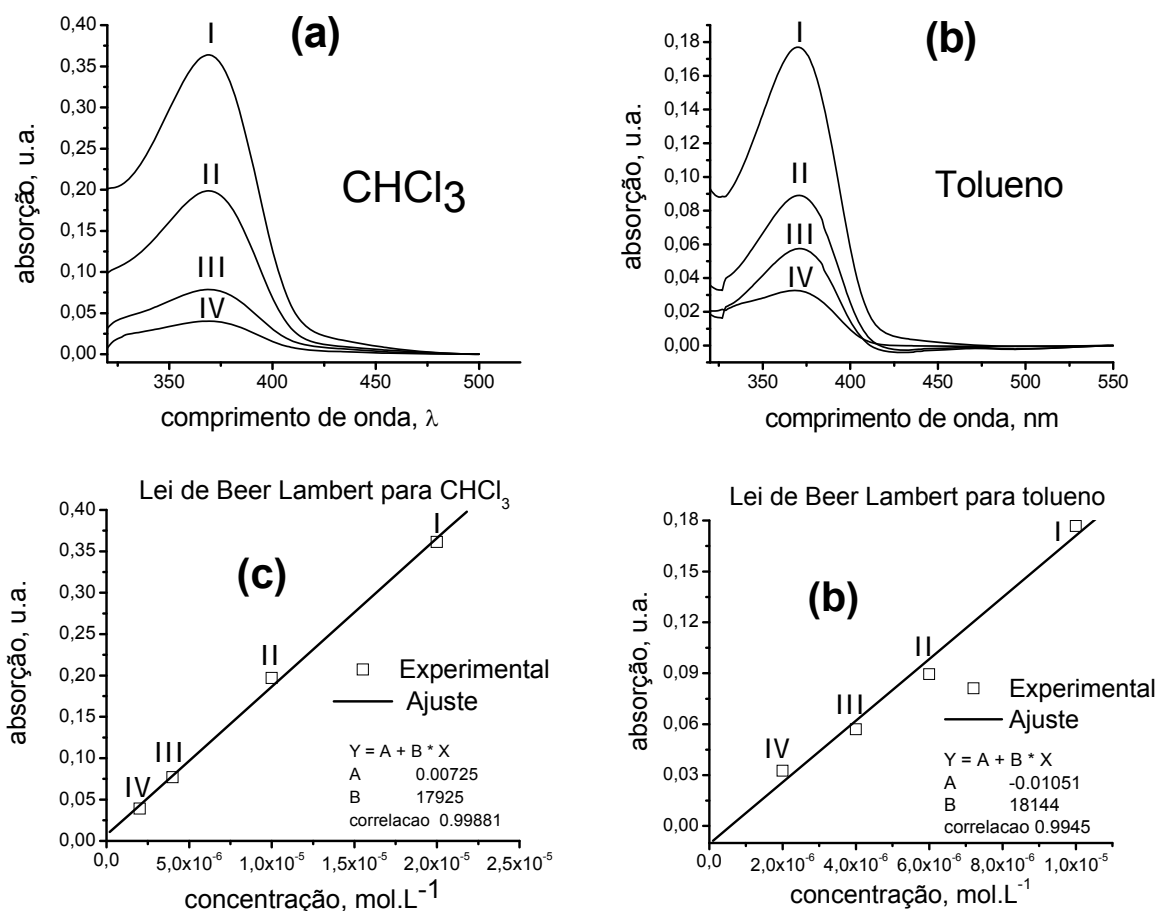 (a)
CHCl3
I
II
III
IV
0,40
0,35
0,30
0,25
0,20
0,15
0,10
0,05
0,00
absorção, u.a.
350 400 450 500
comprimento de onda, λ
(b)
Tolueno
I
II
III
IV
0,18
0,16
0,14
0,12
0,10
0,08
0,06
0,04
0,02
0,00
absorção, u.a.
350 400 450 500 550
comprimento de onda, nm
Lei de Beer Lambert para CHCl3
(c)
I
II
III
IV
0,40
0,35
0,30
0,25
0,20
0,15
0,10
0,05
0,00
absorção, u.a.
Experimental
Ajuste
Y = A + B * X
A 0.00725
B 17925
correlacao 0.99881
0,0 5,0x10-6 1,0x10-5 1,5x10-5 2,0x10-5 2,5x10-5
concentração, mol.L-1
Lei de Beer Lambert para tolueno
(b)
I
II
III
IV
0,18
0,15
0,12
0,09
0,06
0,03
0,00
absorção, u.a.
Experimental
Ajuste
Y = A + B * X
A -0.01051
B 18144
correlacao 0.9945
0,0 2,0x10-6 4,0x10-6 6,0x10-6 8,0x10-6 1,0x10-5
concentração, mol.L-1